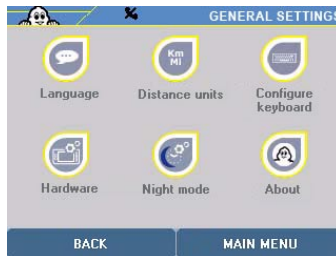 GENERAL SETTINGS
Km
Mi
Language
Distance units
Configure
keyboard
Hardware
Night mode
About
BACK
MAIN MENU